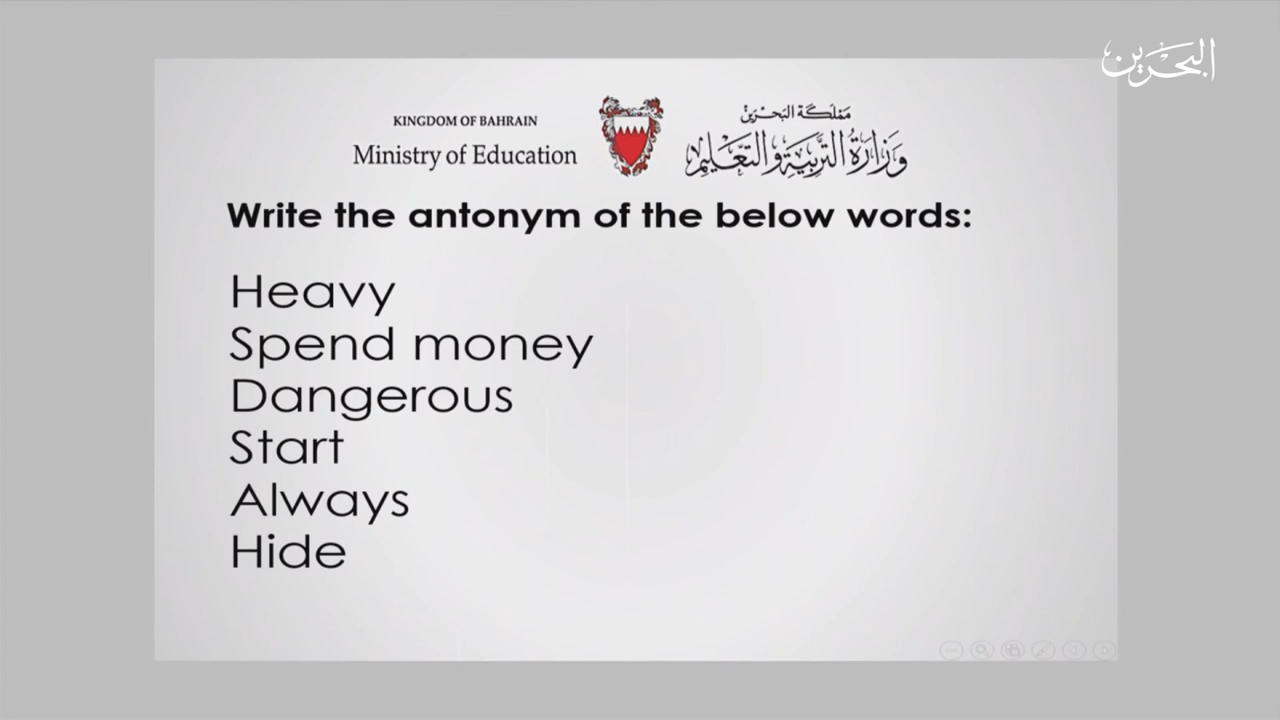 البحرين
KINGDOM OF BAHRAIN
مملكة البحرين
Ministry of Education
وزارة التربية والتعليم
Write the antonym of the below words:
Heavy
Spend money
Dangerous
Start
Always
Hide